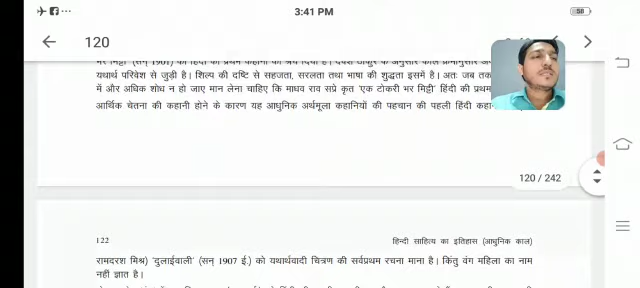 3:41 PM
58
120
भर मिट्टी' (सन् 1901) को हिंदी की प्रथम कहानी का श्रेय दिया है।
यथार्थ परिवेश से जुड़ी है। शिल्प की दृष्टि से सहजता, सरलता तथा भाषा की शुद्धता इसमें है। अतः जब तक
में और अधिक शोध न हो जाए मान लेना चाहिए कि माधव राव सप्रे कृत 'एक टोकरी भर मिट्टी' हिंदी की प्रथम
आर्थिक चेतना की कहानी होने के कारण यह आधुनिक अर्थमूला कहानियों की पहचान की पहली हिंदी
120 / 242
122
हिन्दी साहित्य का इतिहास (आधुनिक काल)
रामदरश मिश्र) 'दुलाईवाली' (सन् 1907 ई.) को यथार्थवादी चित्रण की सर्वप्रथम रचना माना है। किंतु वंग महिला का नाम
नहीं ज्ञात है।